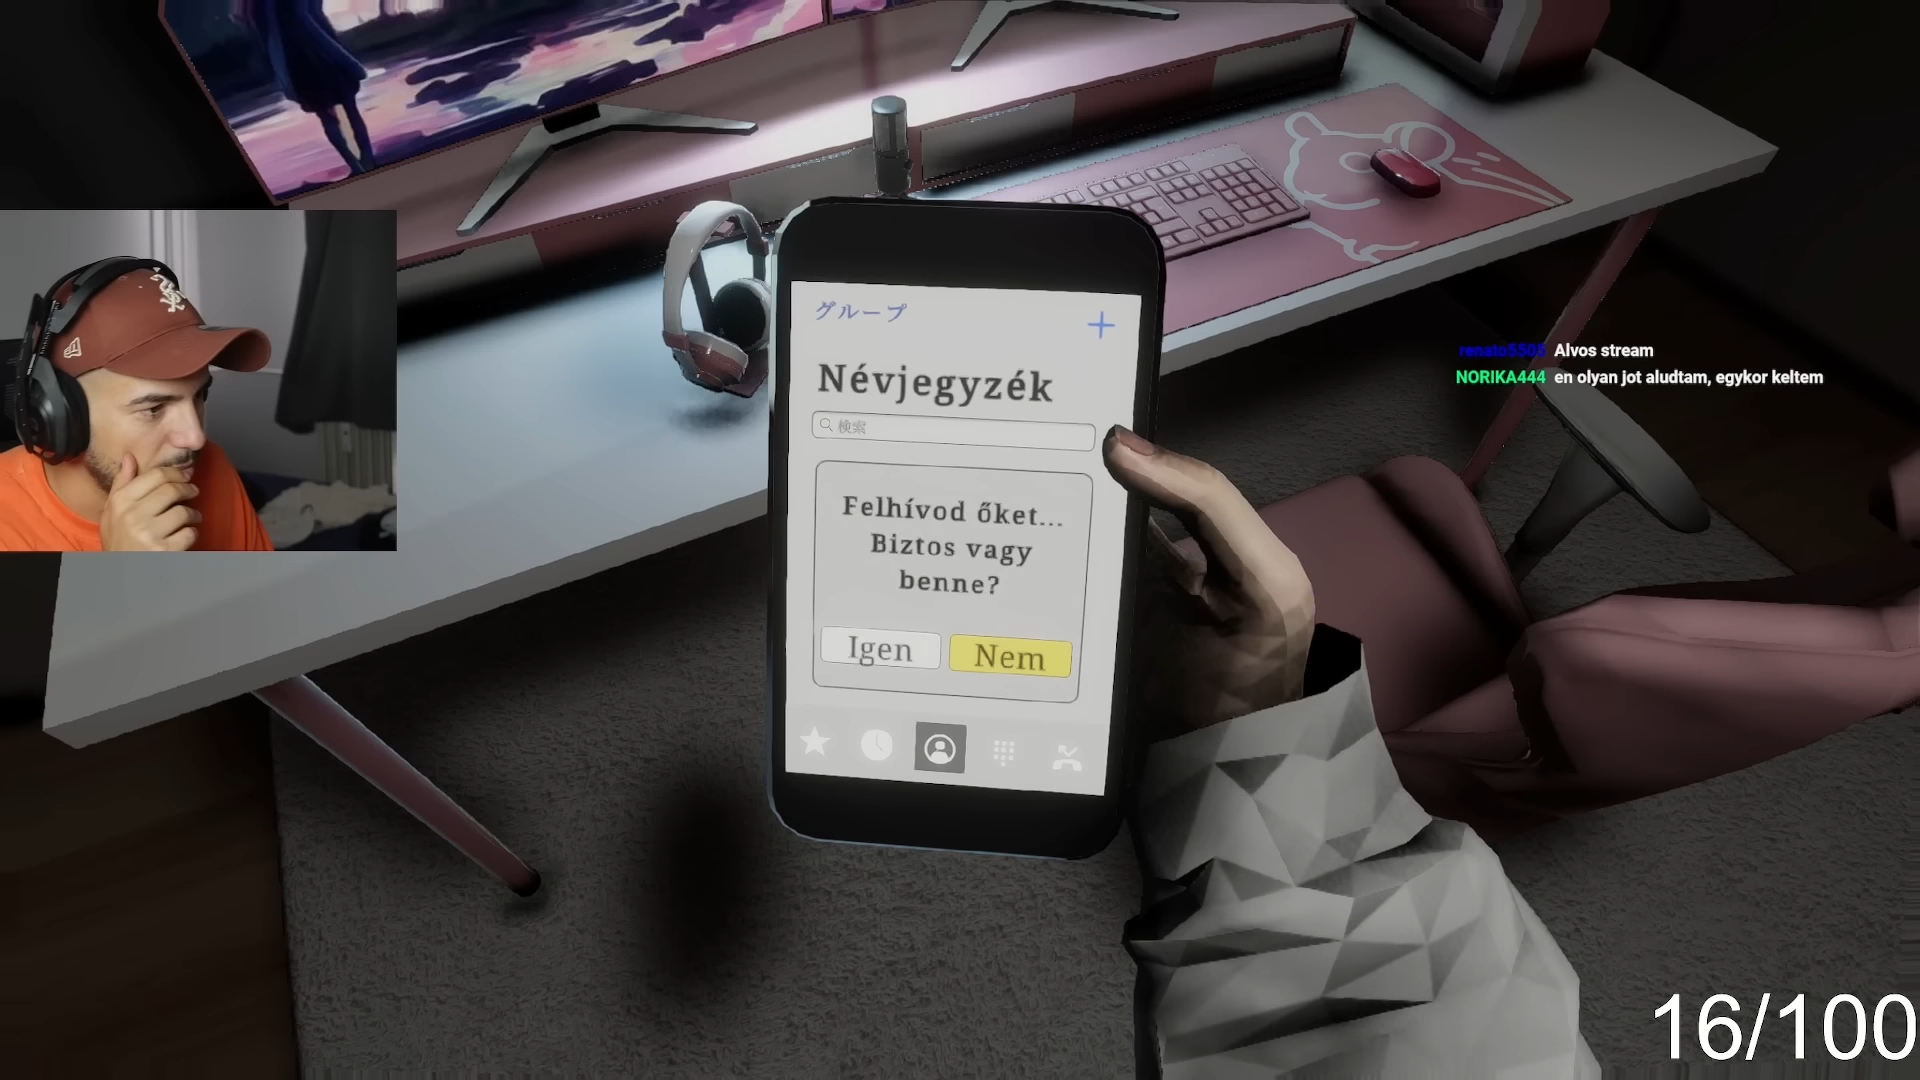 グループ
+
Névjegyzék
検索
Felhívod őket...
Biztos vagy
benne?
Igen
Nem
renato5505 Alvos stream
NORIKA444 en olyan jot aludtam, egykor keltem
16/100